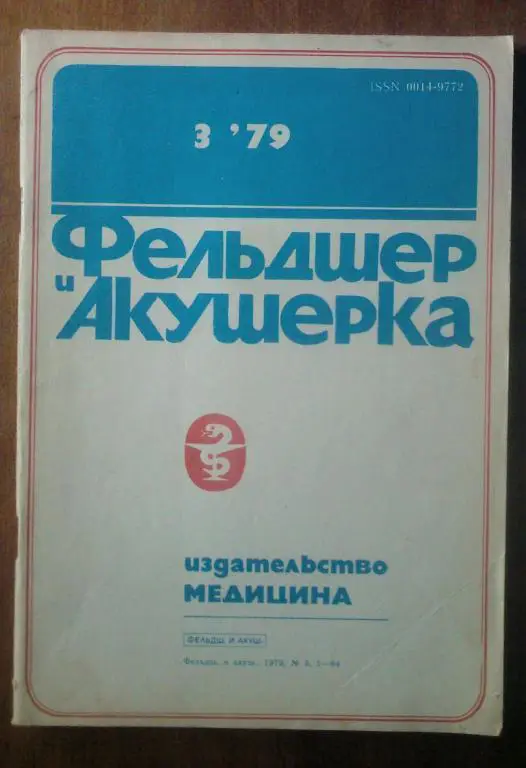 ISSN 0014-9772
3 '79
Фельдшер
и Акушерка
издательство
МЕДИЦИНА
ФЕЛЬДШ. И АКУШ.
Фельдш. и акуш., 1979, № 3, 1—64